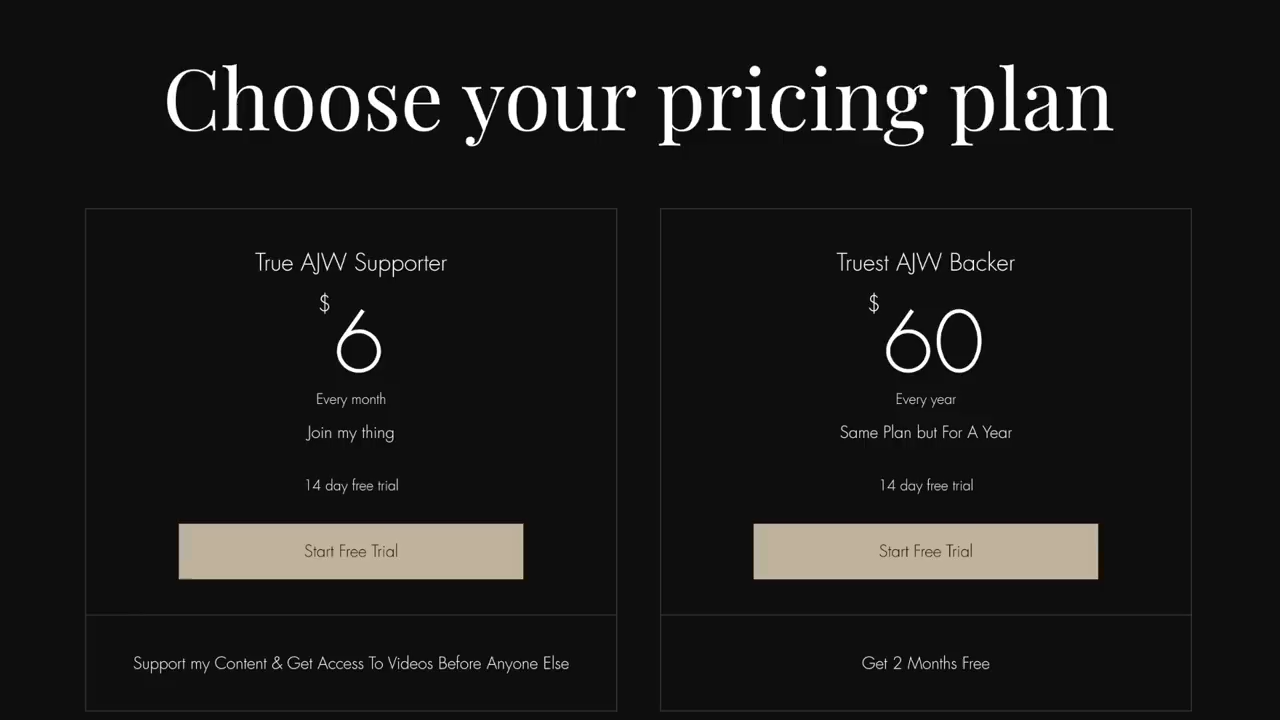 Choose your pricing plan
True AJW Supporter
$6
Every month
Join my thing
14 day free trial
Start Free Trial
Support my Content & Get Access To Videos Before Anyone Else
Truest AJW Backer
$60
Every year
Same Plan but For A Year
14 day free trial
Start Free Trial
Get 2 Months Free